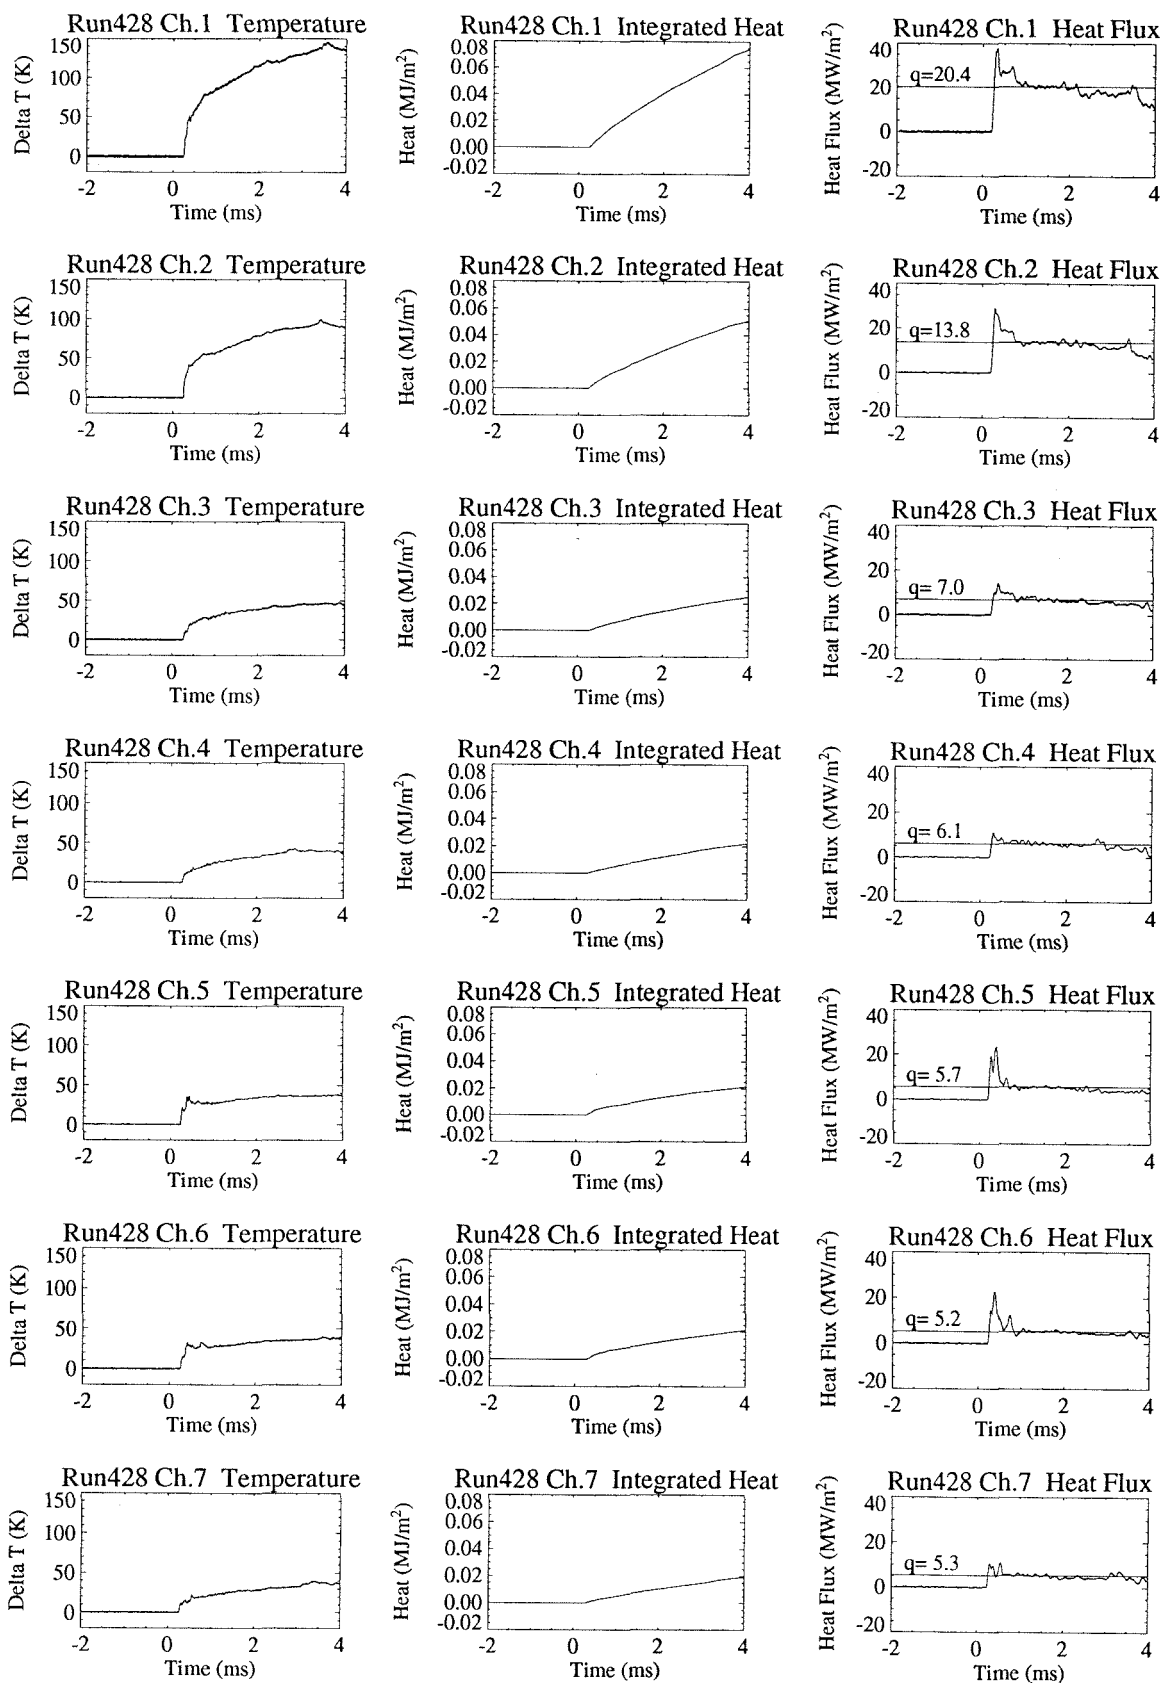 Run428 Ch.1 Temperature
Delta T (K)
150
100
50
0
-2 0 2 4
Time (ms)
Run428 Ch.1 Integrated Heat
Heat (MJ/m²)
0.08
0.06
0.04
0.02
0.00
-0.02
-2 0 2 4
Time (ms)
Run428 Ch.1 Heat Flux
Heat Flux (MW/m²)
40
20
0
-20
q=20.4
-2 0 2 4
Time (ms)
Run428 Ch.2 Temperature
Delta T (K)
150
100
50
0
-2 0 2 4
Time (ms)
Run428 Ch.2 Integrated Heat
Heat (MJ/m²)
0.08
0.06
0.04
0.02
0.00
-0.02
-2 0 2 4
Time (ms)
Run428 Ch.2 Heat Flux
Heat Flux (MW/m²)
40
20
0
-20
q=13.8
-2 0 2 4
Time (ms)
Run428 Ch.3 Temperature
Delta T (K)
150
100
50
0
-2 0 2 4
Time (ms)
Run428 Ch.3 Integrated Heat
Heat (MJ/m²)
0.08
0.06
0.04
0.02
0.00
-0.02
-2 0 2 4
Time (ms)
Run428 Ch.3 Heat Flux
Heat Flux (MW/m²)
40
20
0
-20
q= 7.0
-2 0 2 4
Time (ms)
Run428 Ch.4 Temperature
Delta T (K)
150
100
50
0
-2 0 2 4
Time (ms)
Run428 Ch.4 Integrated Heat
Heat (MJ/m²)
0.08
0.06
0.04
0.02
0.00
-0.02
-2 0 2 4
Time (ms)
Run428 Ch.4 Heat Flux
Heat Flux (MW/m²)
40
20
0
-20
q= 6.1
-2 0 2 4
Time (ms)
Run428 Ch.5 Temperature
Delta T (K)
150
100
50
0
-2 0 2 4
Time (ms)
Run428 Ch.5 Integrated Heat
Heat (MJ/m²)
0.08
0.06
0.04
0.02
0.00
-0.02
-2 0 2 4
Time (ms)
Run428 Ch.5 Heat Flux
Heat Flux (MW/m²)
40
20
0
-20
q= 5.7
-2 0 2 4
Time (ms)
Run428 Ch.6 Temperature
Delta T (K)
150
100
50
0
-2 0 2 4
Time (ms)
Run428 Ch.6 Integrated Heat
Heat (MJ/m²)
0.08
0.06
0.04
0.02
0.00
-0.02
-2 0 2 4
Time (ms)
Run428 Ch.6 Heat Flux
Heat Flux (MW/m²)
40
20
0
-20
q= 5.2
-2 0 2 4
Time (ms)
Run428 Ch.7 Temperature
Delta T (K)
150
100
50
0
-2 0 2 4
Time (ms)
Run428 Ch.7 Integrated Heat
Heat (MJ/m²)
0.08
0.06
0.04
0.02
0.00
-0.02
-2 0 2 4
Time (ms)
Run428 Ch.7 Heat Flux
Heat Flux (MW/m²)
40
20
0
-20
q= 5.3
-2 0 2 4
Time (ms)